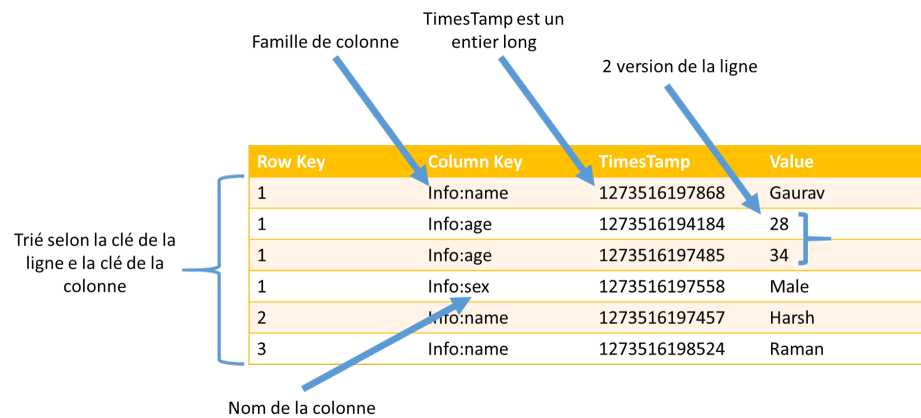 TimesTamp est un
entier long
Famille de colonne
2 version de la ligne
Row Key Column Key TimesTamp Value
1 Info:name 1273516197868 Gaurav
1 Info:age 1273516194184 28
1 Info:age 1273516197485 34
1 Info:sex 1273516197558 Male
2 Info:name 1273516197457 Harsh
3 Info:name 1273516198524 Raman
Trié selon la clé de la
ligne e la clé de la
colonne
Nom de la colonne